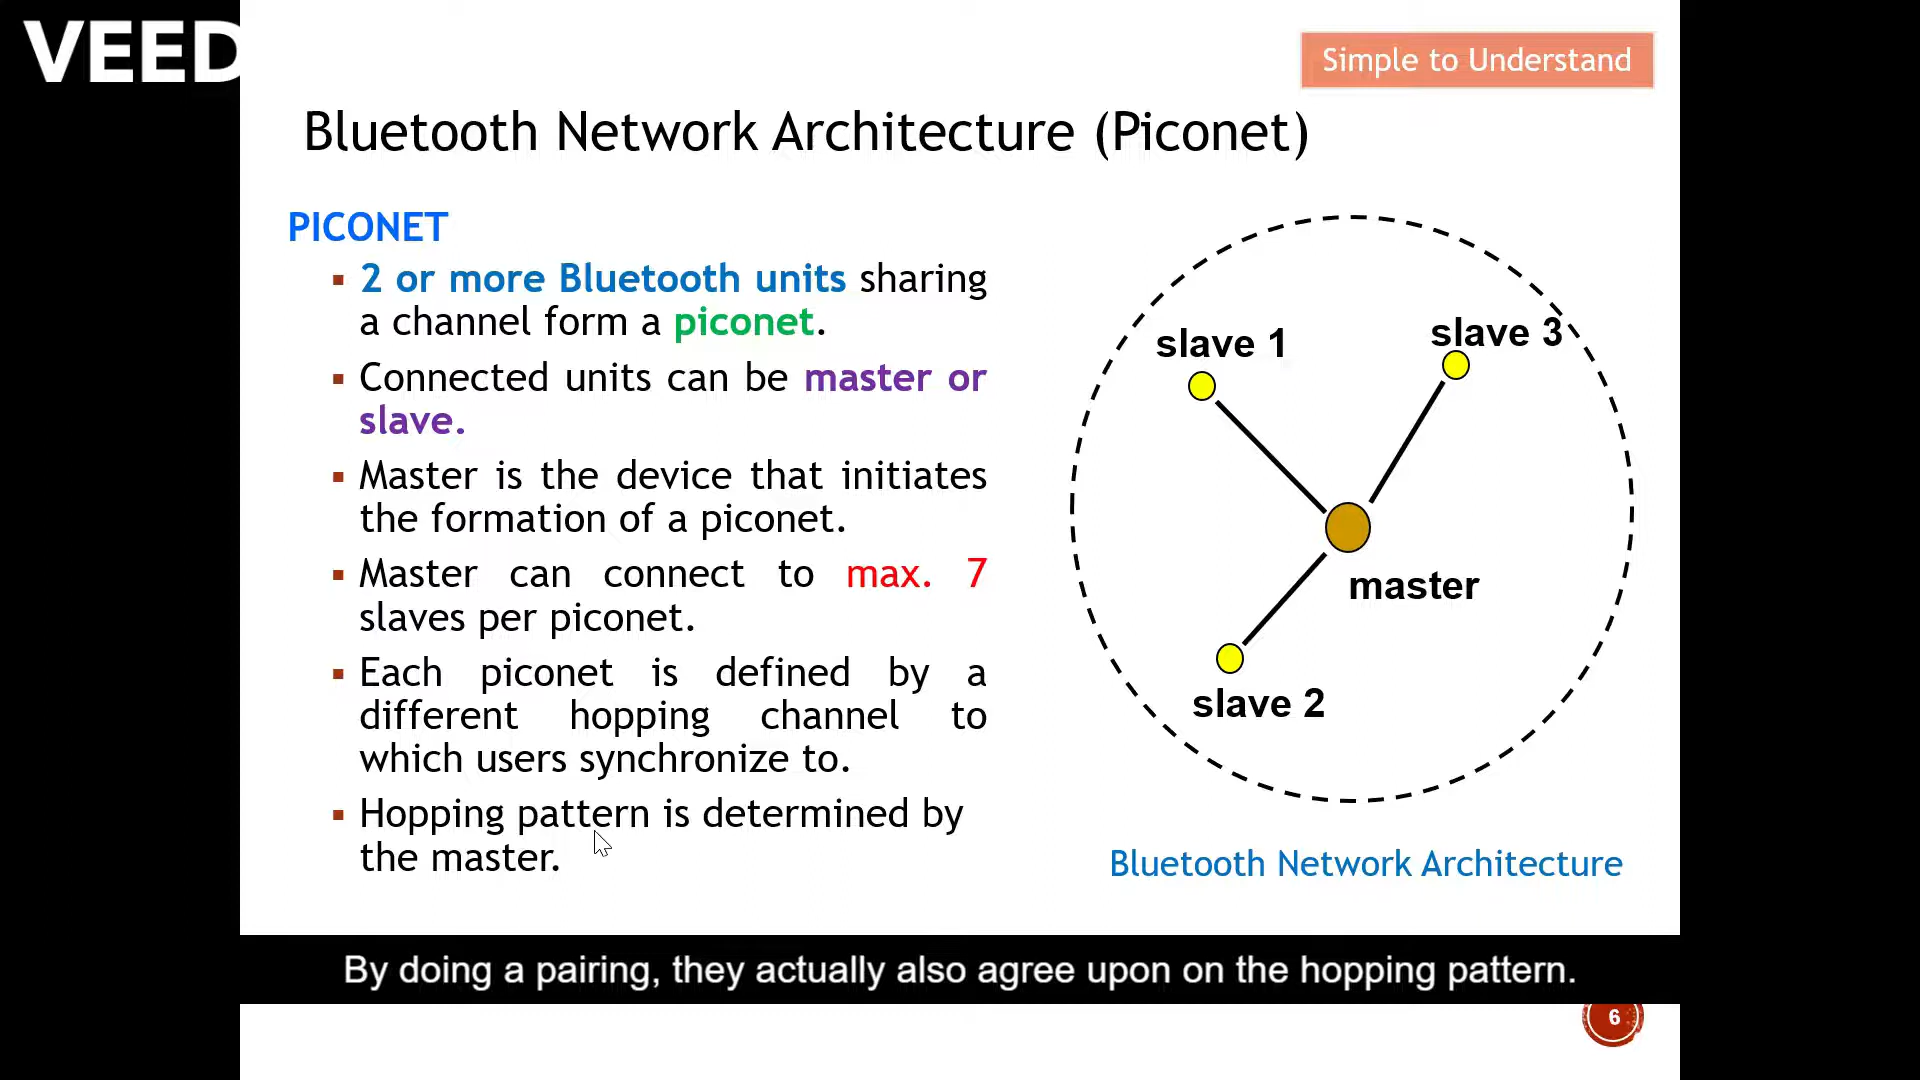 VEED
Simple to Understand
Bluetooth Network Architecture (Piconet)
PICONET
▪ 2 or more Bluetooth units sharing
a channel form a piconet.
▪ Connected units can be master or
slave.
▪ Master is the device that initiates
the formation of a piconet.
▪ Master can connect to max. 7
slaves per piconet.
▪ Each piconet is defined by a
different hopping channel to
which users synchronize to.
▪ Hopping pattern is determined by
the master.
slave 1
slave 3
master
slave 2
Bluetooth Network Architecture
By doing a pairing, they actually also agree upon on the hopping pattern.
6